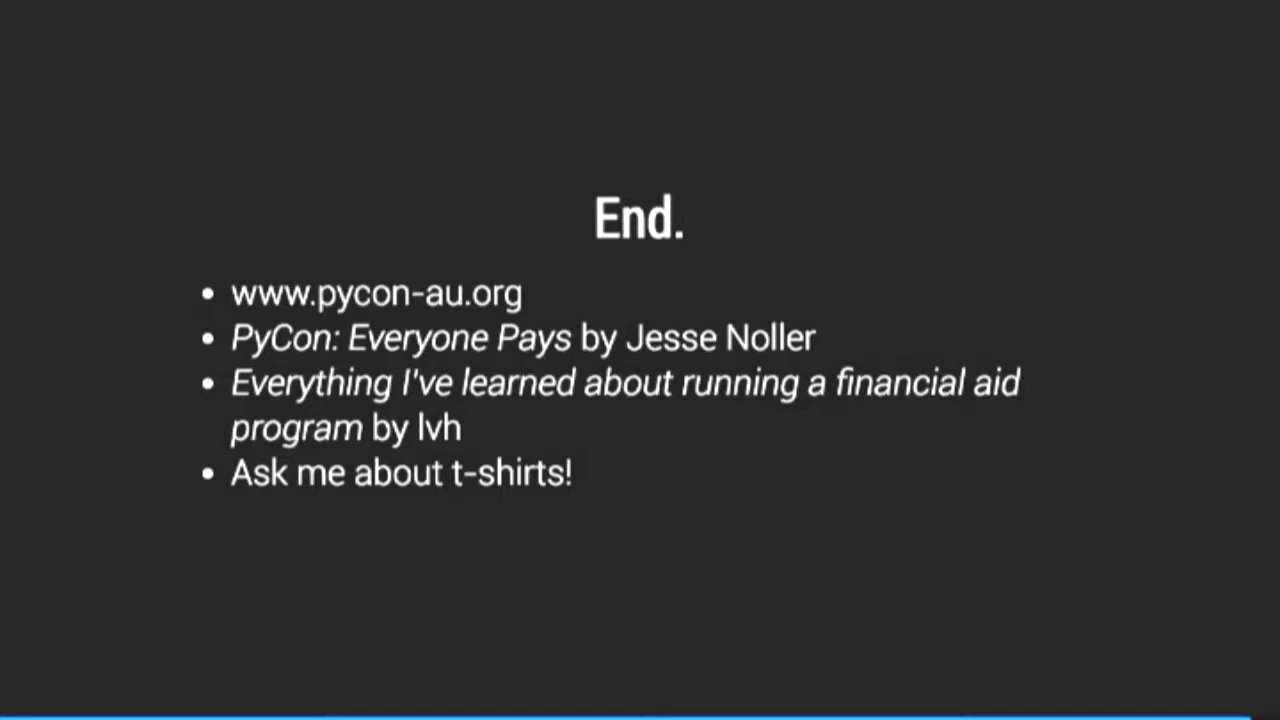 End.
• www.pycon-au.org
• PyCon: Everyone Pays by Jesse Noller
• Everything I've learned about running a financial aid
program by lvh
• Ask me about t-shirts!